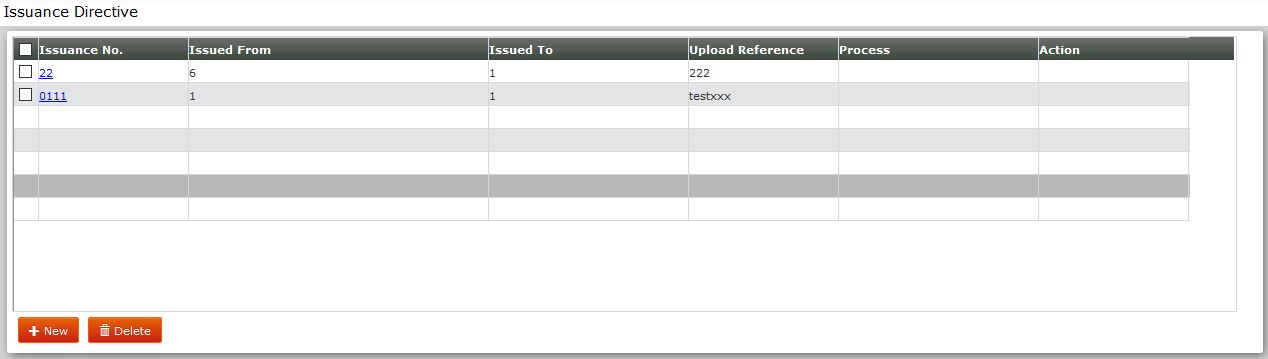 Issuance Directive
Issuance No. Issued From Issued To Upload Reference Process Action
22 6 1 222
0111 1 1 testxxx
New Delete